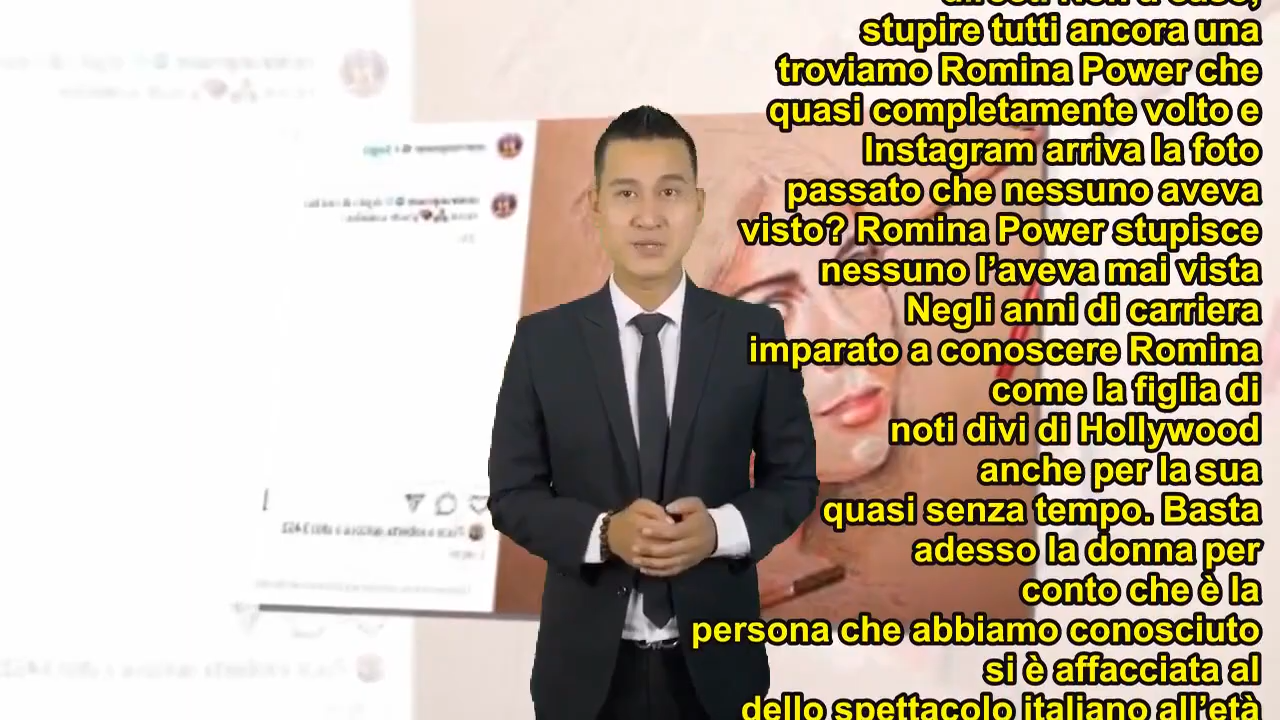 stupire tutti ancora una
troviamo Romina Power che
quasi completamente volto e
Instagram arriva la foto
passato che nessuno aveva
visto? Romina Power stupisce
nessuno l’aveva mai vista
Negli anni di carriera
imparato a conoscere Romina
come la figlia di
noti divi di Hollywood
anche per la sua
quasi senza tempo. Basta
adesso la donna per
conto che è la
persona che abbiamo conosciuto
si è affacciata al
dello spettacolo italiano all’età